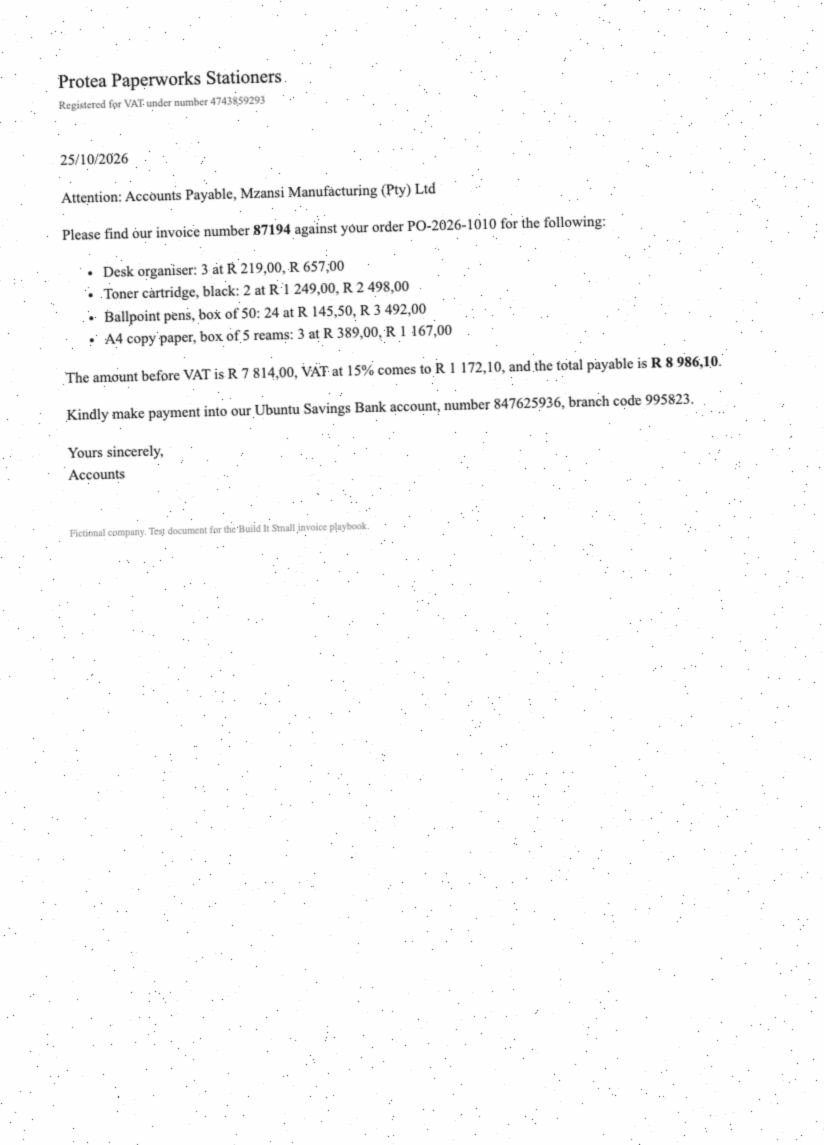 Protea Paperworks Stationers
Registered for VAT under number 4743859293
25/10/2026
Attention: Accounts Payable, Mzansi Manufacturing (Pty) Ltd
Please find our invoice number 87194 against your order PO-2026-1010 for the following:
• Desk organiser: 3 at R 219,00, R 657,00
• Toner cartridge, black: 2 at R 1 249,00, R 2 498,00
• Ballpoint pens, box of 50: 24 at R 145,50, R 3 492,00
• A4 copy paper, box of 5 reams: 3 at R 389,00, R 1 167,00
The amount before VAT is R 7 814,00, VAT at 15% comes to R 1 172,10, and the total payable is R 8 986,10.
Kindly make payment into our Ubuntu Savings Bank account, number 847625936, branch code 995823.
Yours sincerely,
Accounts
Fictional company. Test document for the Build It Small invoice playbook.